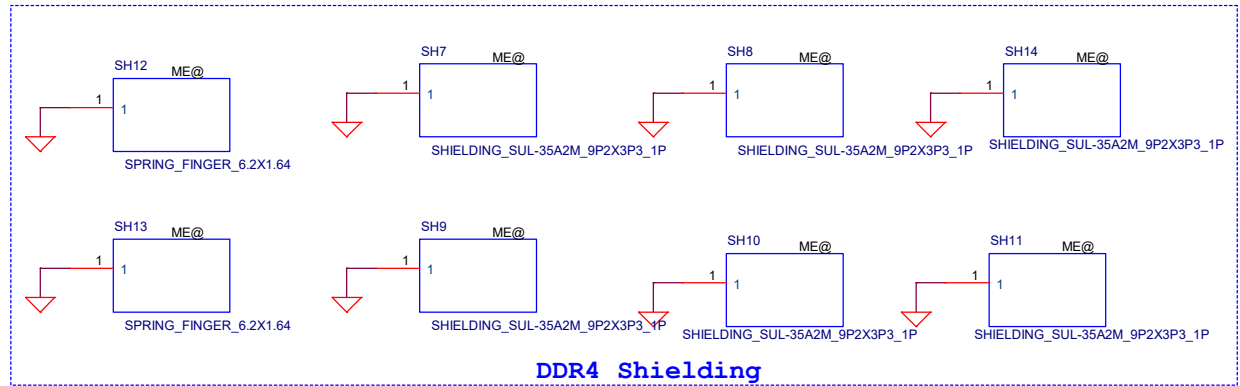 SH12
ME@
1
1
SPRING_FINGER_6.2X1.64
SH7
ME@
1
1
SHIELDING_SUL-35A2M_9P2X3P3_1P
SH8
ME@
1
1
SHIELDING_SUL-35A2M_9P2X3P3_1P
SH14
ME@
1
1
SHIELDING_SUL-35A2M_9P2X3P3_1P
SH13
ME@
1
1
SPRING_FINGER_6.2X1.64
SH9
ME@
1
1
SHIELDING_SUL-35A2M_9P2X3P3_1P
SH10
ME@
1
1
SHIELDING_SUL-35A2M_9P2X3P3_1P
SH11
ME@
1
1
SHIELDING_SUL-35A2M_9P2X3P3_1P
DDR4 Shielding